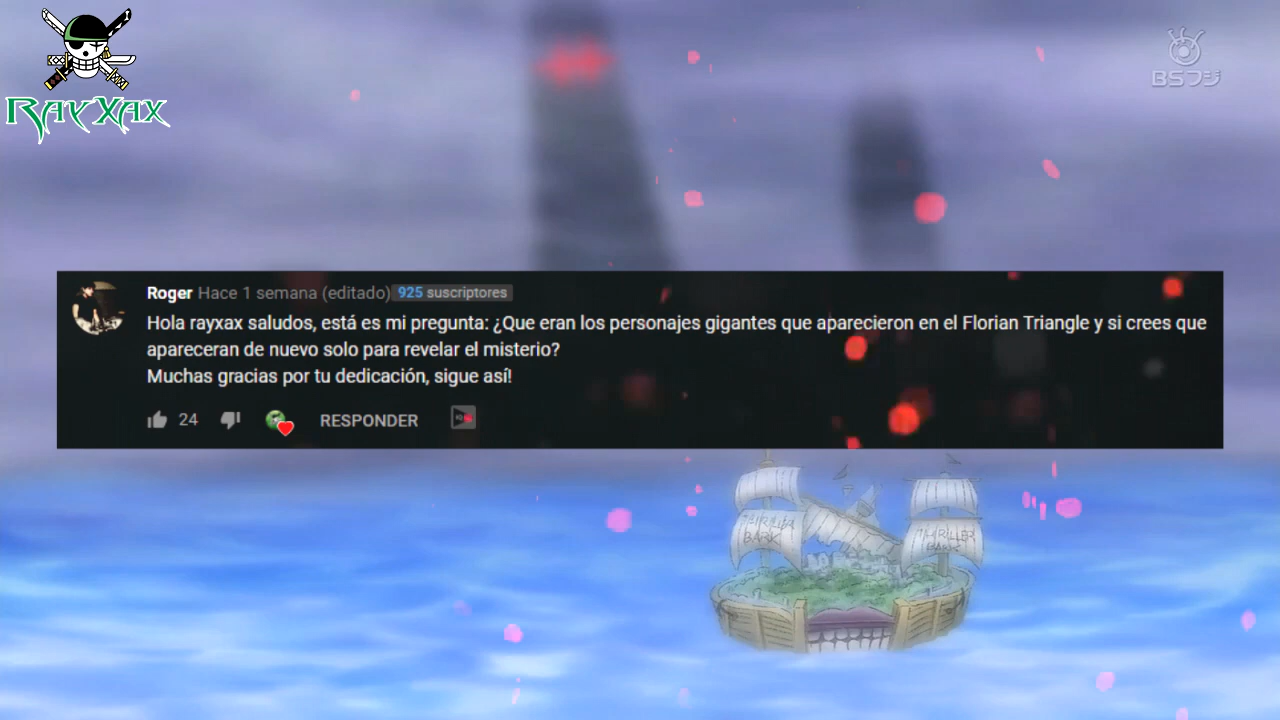 RAYXAX
BSフジ
Roger Hace 1 semana (editado) 925 suscriptores
Hola rayxax saludos, está es mi pregunta: ¿Que eran los personajes gigantes que aparecieron en el Florian Triangle y si crees que
apareceran de nuevo solo para revelar el misterio?
Muchas gracias por tu dedicación, sigue así!
24 RESPONDER
THRILLER THRILLER
BARK BARK